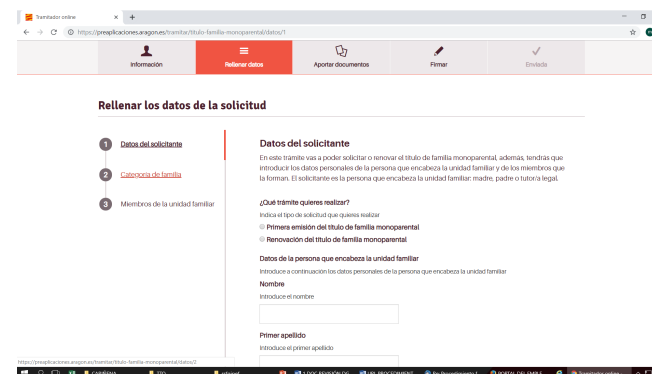 Tramitador online
https://preaplicaciones.aragon.es/tramitar/titulo-familia-monoparental/datos/1
Información
Rellenar datos
Aportar documentos
Firmar
Enviada
Rellenar los datos de la solicitud
1 Datos del solicitante
2 Categoría de familia
3 Miembros de la unidad familiar
Datos del solicitante
En este trámite vas a poder solicitar o renovar el título de familia monoparental, además, tendrás que
introducir los datos personales de la persona que encabeza la unidad familiar y de los miembros que
la forman. El solicitante es la persona que encabeza la unidad familiar: madre, padre o tutor/a legal.
¿Qué trámite quieres realizar?
Indica el tipo de solicitud que quieres realizar
Primera emisión del título de familia monoparental
Renovación del título de familia monoparental
Datos de la persona que encabeza la unidad familiar
Introduce a continuación los datos personales de la persona que encabeza la unidad familiar
Nombre
Introduce el nombre
Primer apellido
Introduce el primer apellido
https://preaplicaciones.aragon.es/tramitar/titulo-familia-monoparental/datos/2